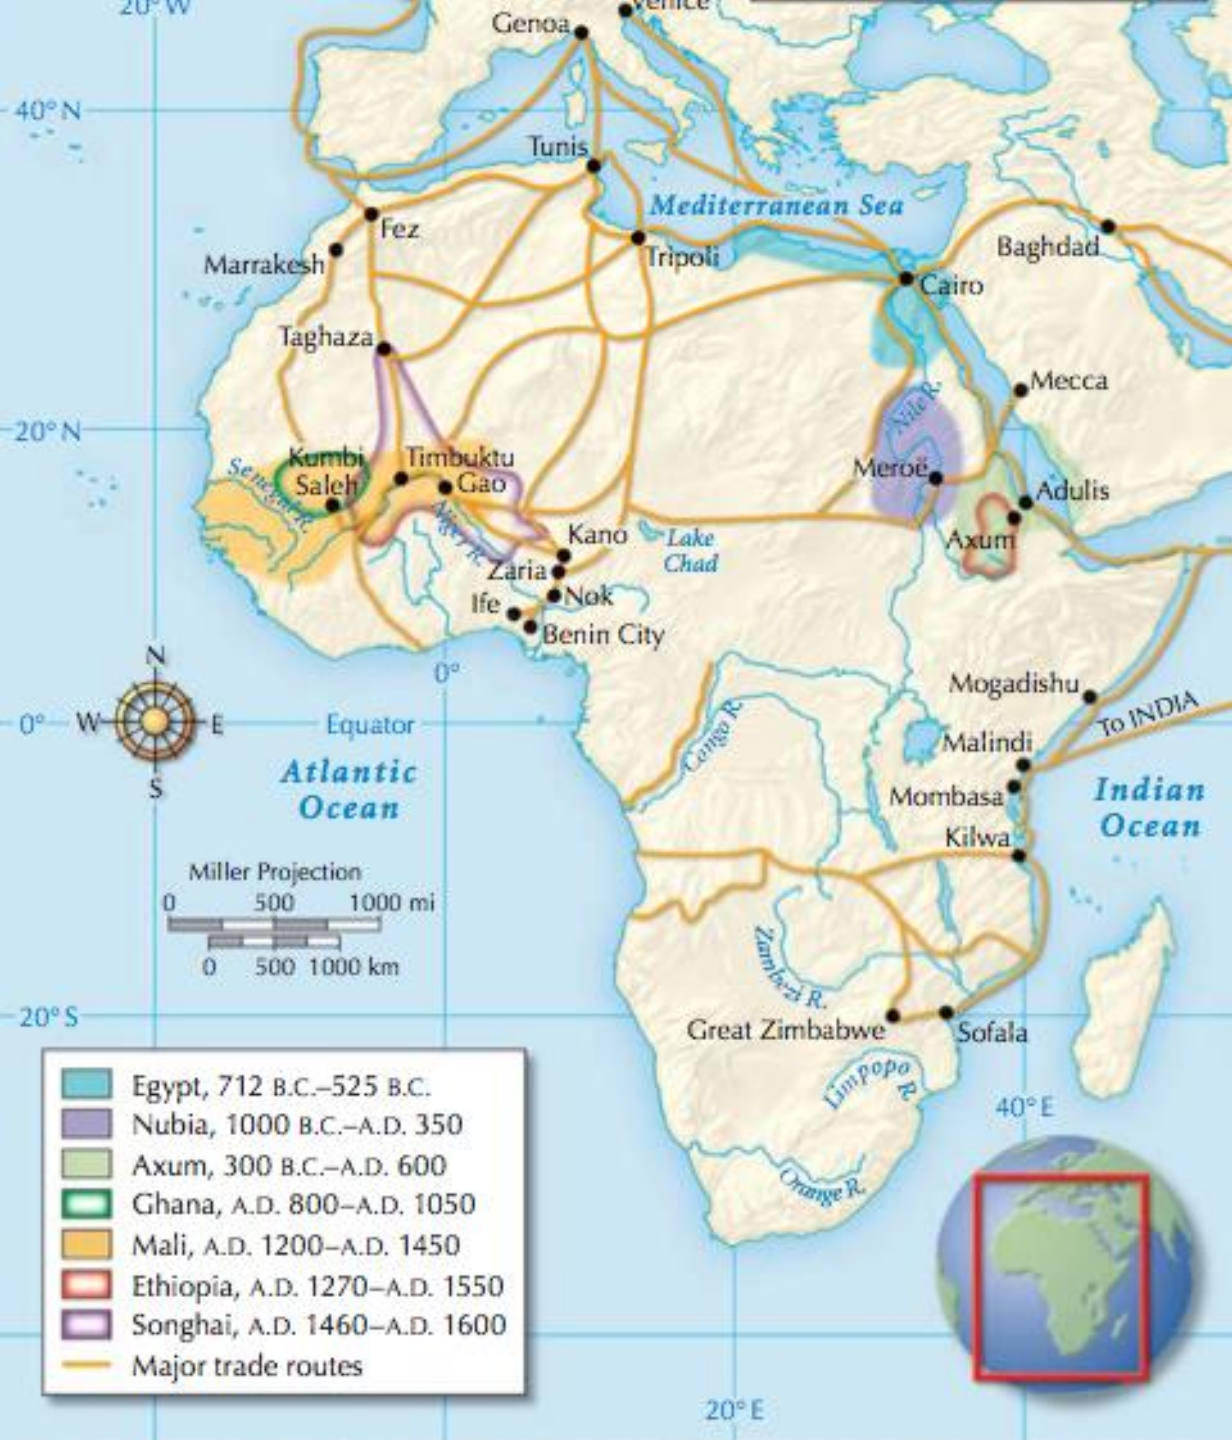 20° W
Genoa
Venice
40° N
Tunis
Mediterranean Sea
Fez
Marrakesh
Tripoli
Baghdad
Cairo
Taghaza
Mecca
20° N
Nile R.
Kumbi
Saleh
Timbuktu
Gao
Senegal R.
Niger R.
Meroë
Adulis
Axum
Kano
Lake
Chad
Zaria
Nok
Ife
Benin City
N
W
E
S
0°
0°
Equator
Mogadishu
To INDIA
Congo R.
Malindi
Atlantic
Ocean
Mombasa
Indian
Ocean
Kilwa
Miller Projection
0 500 1000 mi
0 500 1000 km
Zambezi R.
20° S
Great Zimbabwe
Sofala
Limpopo R.
40° E
Orange R.
Egypt, 712 B.C.–525 B.C.
Nubia, 1000 B.C.–A.D. 350
Axum, 300 B.C.–A.D. 600
Ghana, A.D. 800–A.D. 1050
Mali, A.D. 1200–A.D. 1450
Ethiopia, A.D. 1270–A.D. 1550
Songhai, A.D. 1460–A.D. 1600
Major trade routes
20° E